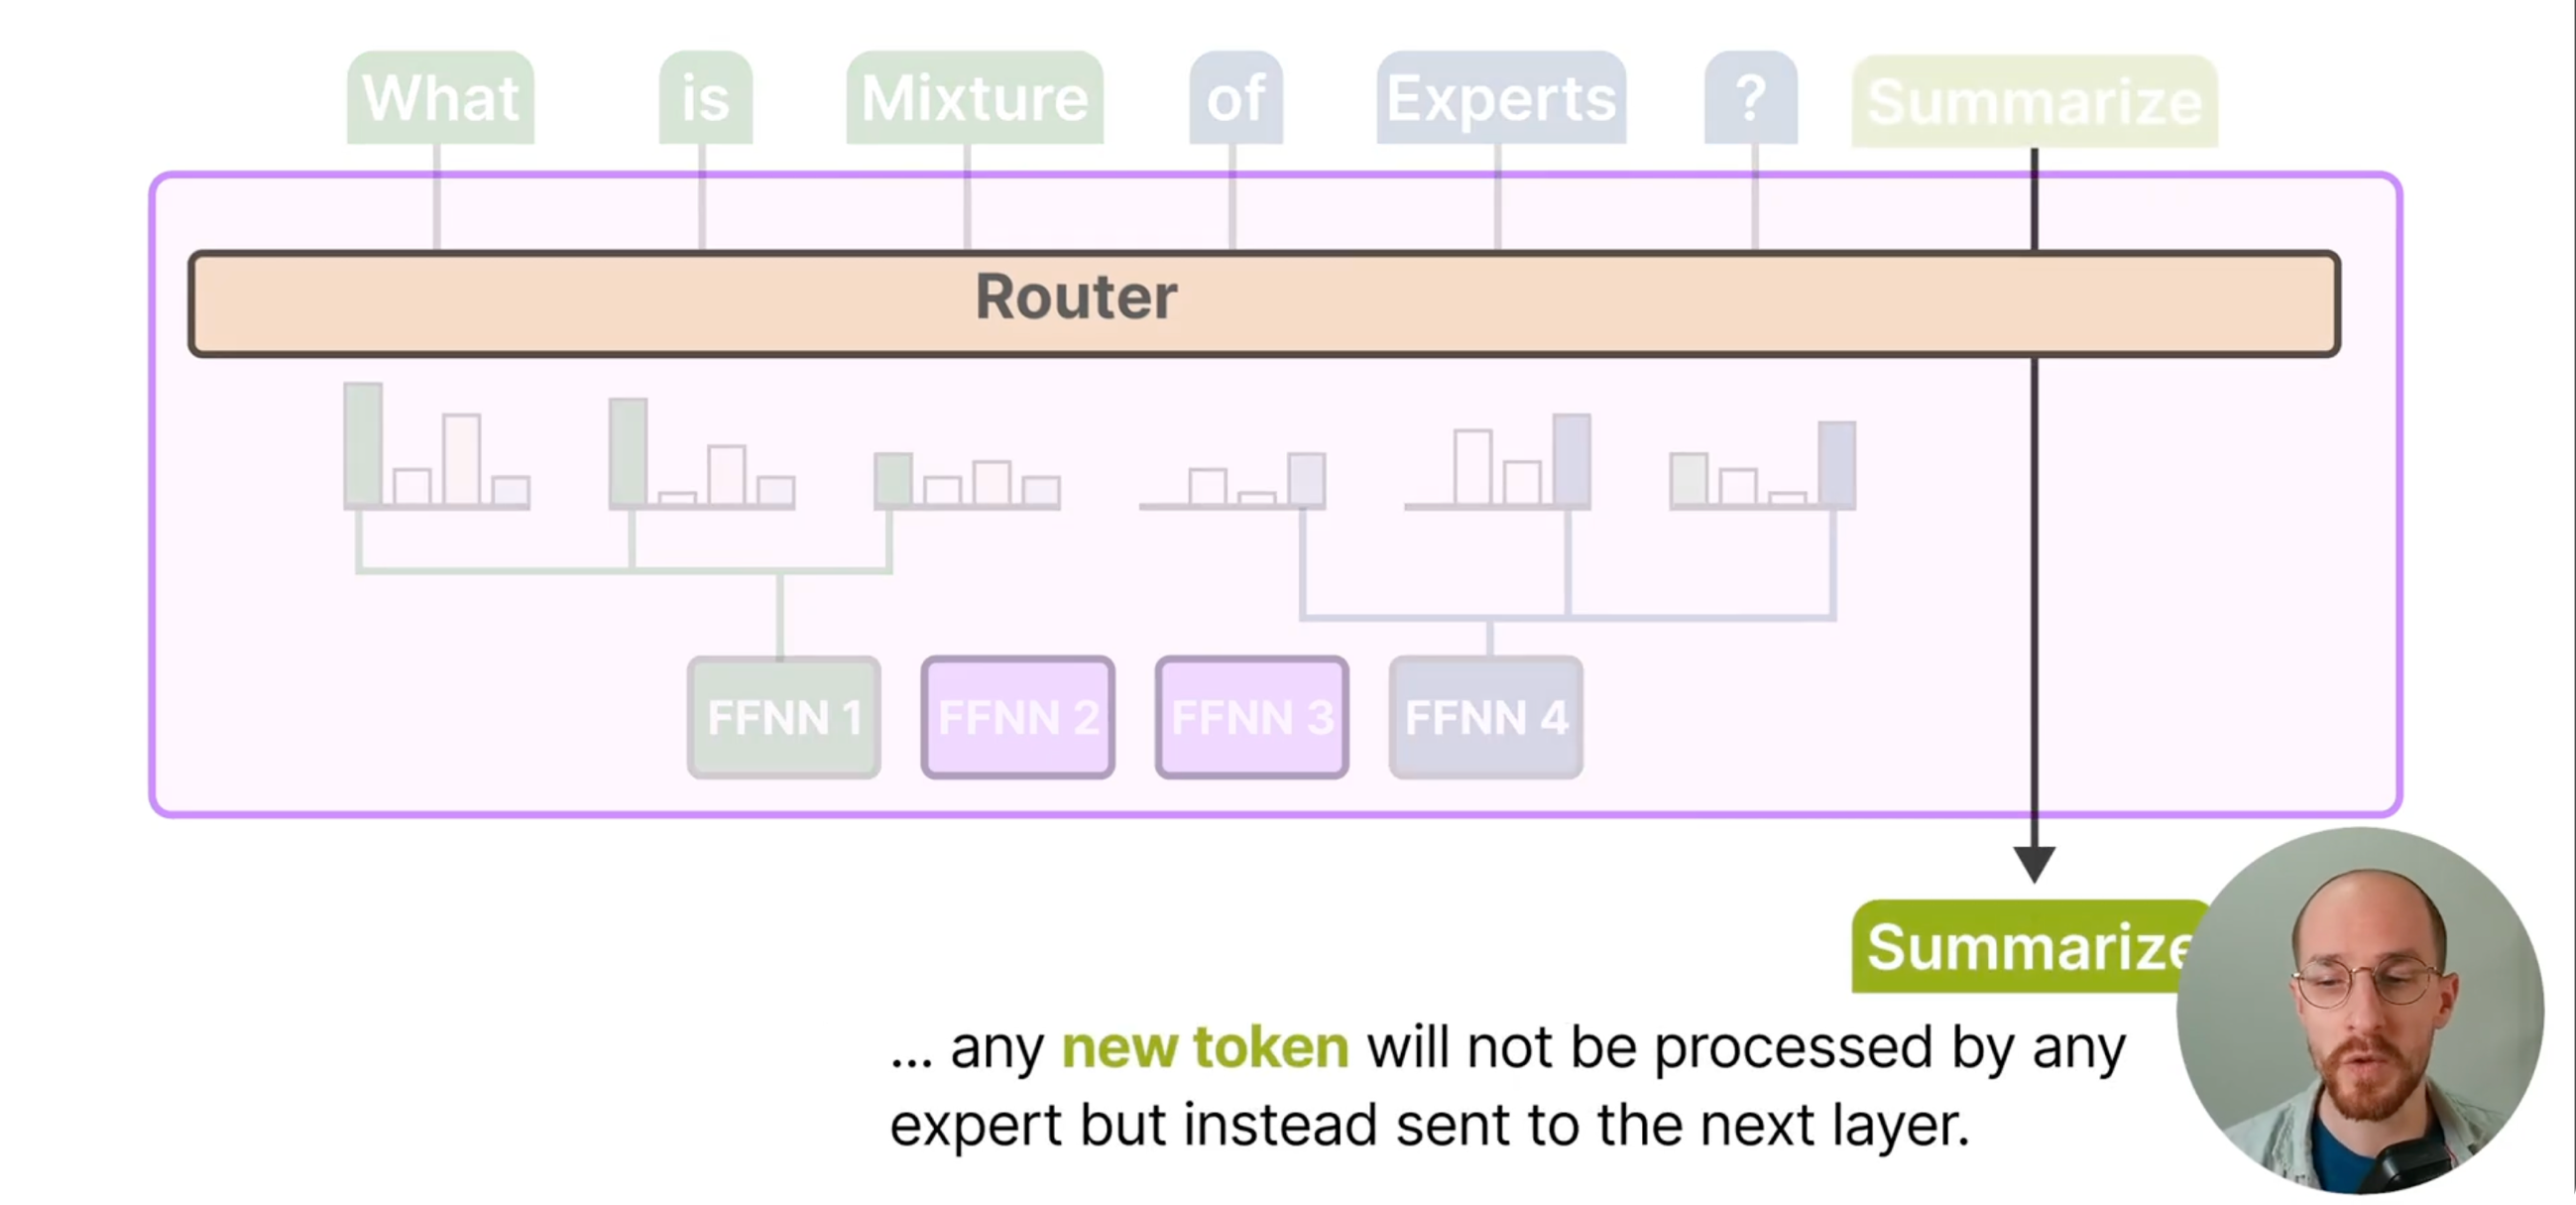 What is Mixture of Experts ? Summarize
Router
FFNN 1 FFNN 2 FFNN 3 FFNN 4
Summarize
... any new token will not be processed by any
expert but instead sent to the next layer.